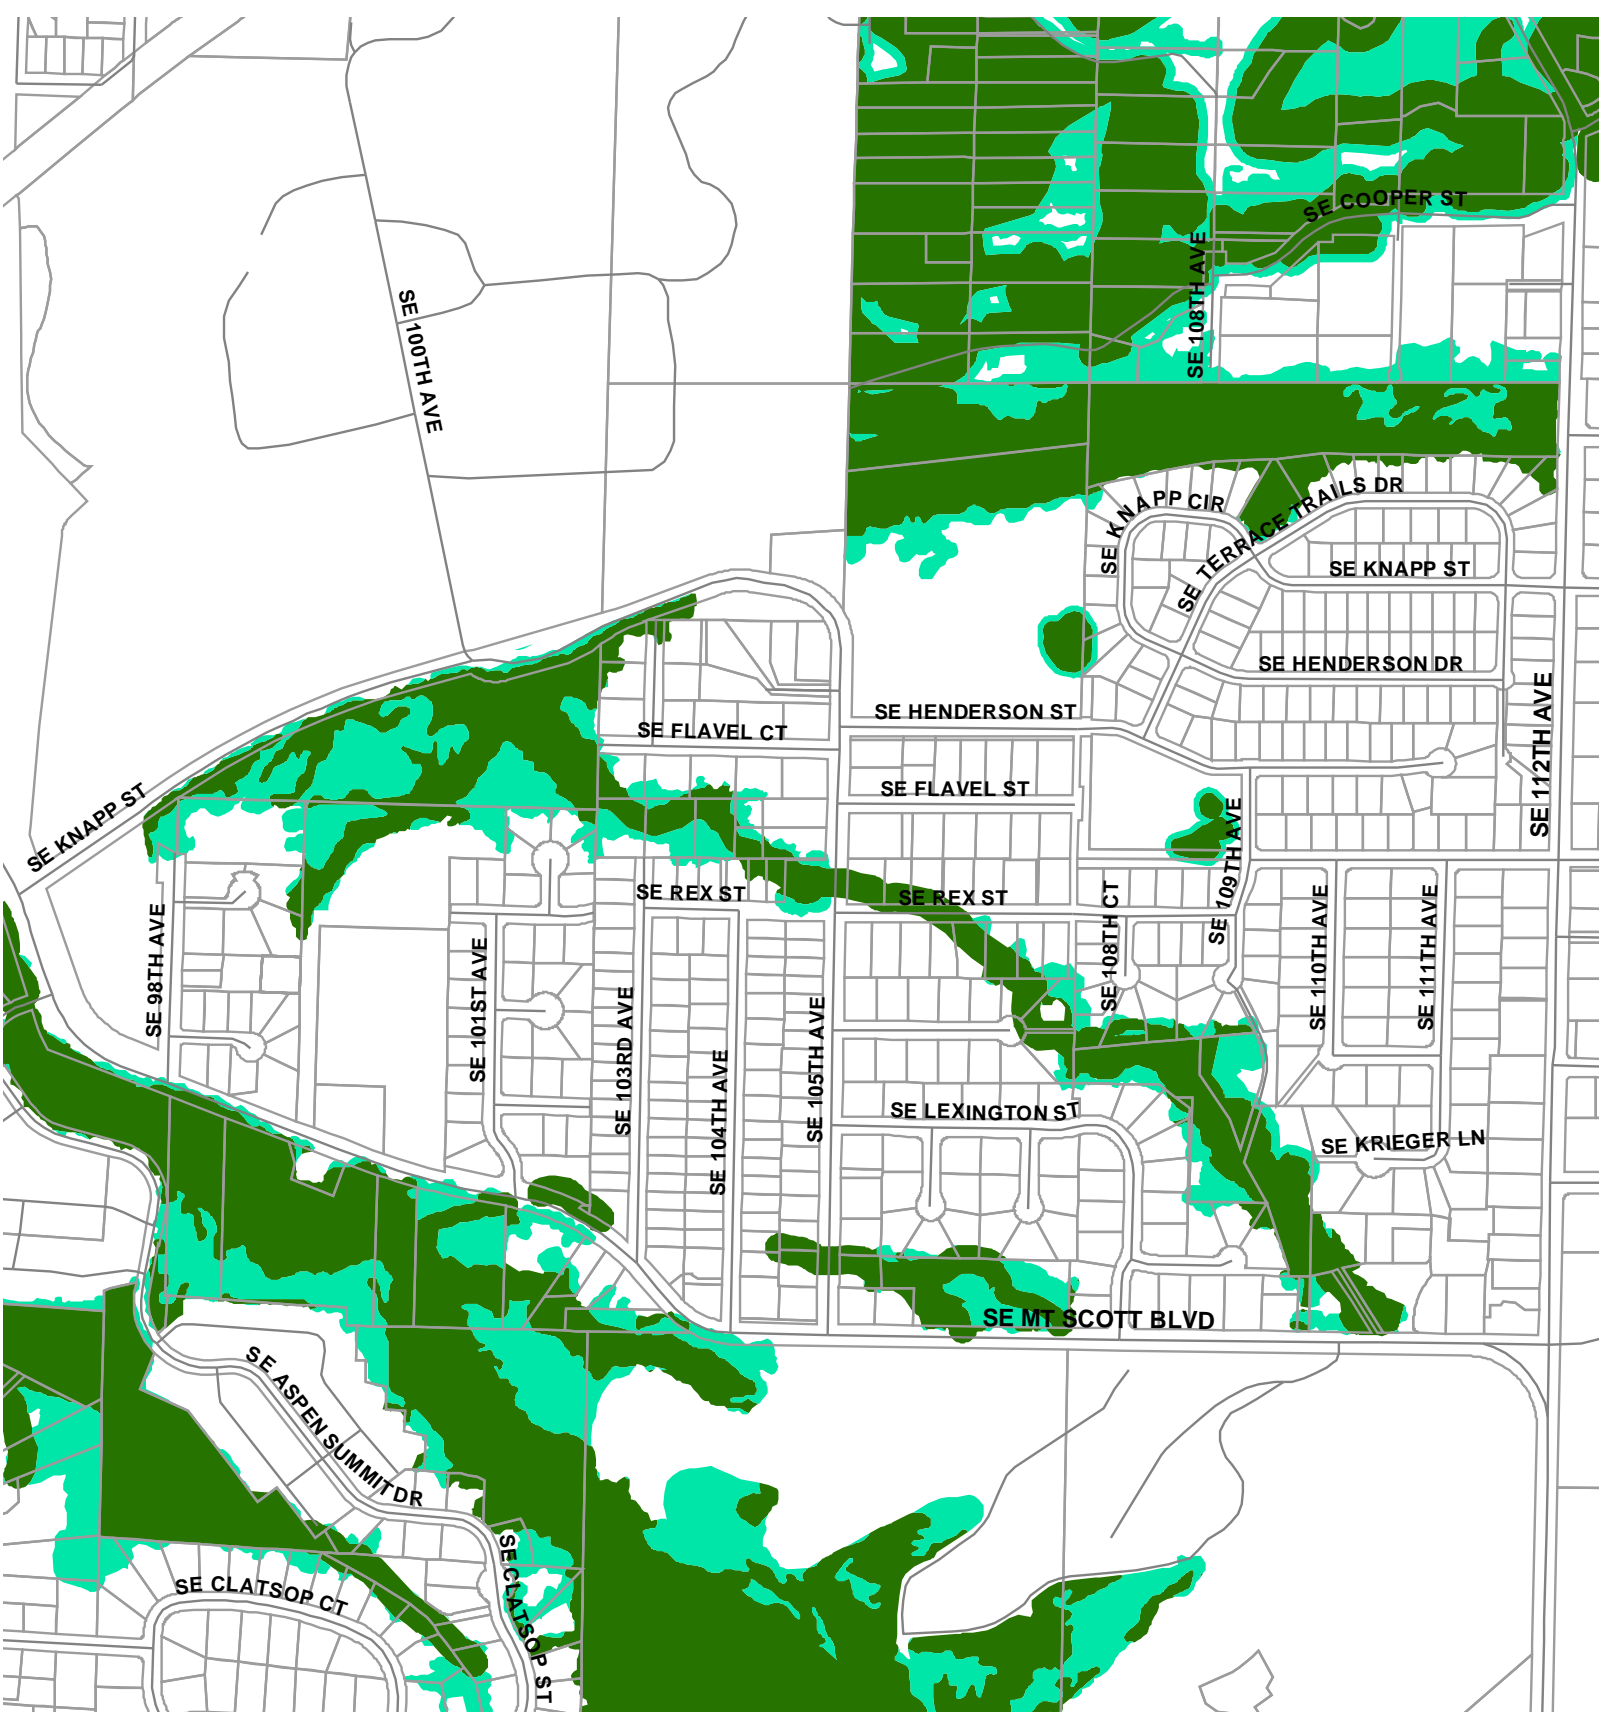 SE COOPER ST
SE 108TH AVE
SE 100TH AVE
SE KNAPP CIR
SE TERRACE TRAILS DR
SE KNAPP ST
SE HENDERSON DR
SE 112TH AVE
SE HENDERSON ST
SE FLAVEL CT
SE FLAVEL ST
SE KNAPP ST
SE 109TH AVE
SE REX ST
SE REX ST
SE 108TH CT
SE 110TH AVE
SE 111TH AVE
SE 98TH AVE
SE 101ST AVE
SE 103RD AVE
SE 104TH AVE
SE 105TH AVE
SE LEXINGTON ST
SE KRIEGER LN
SE MT SCOTT BLVD
SE ASPEN SUMMIT DR
SE CLATSOP CT
SE CLATSOP ST